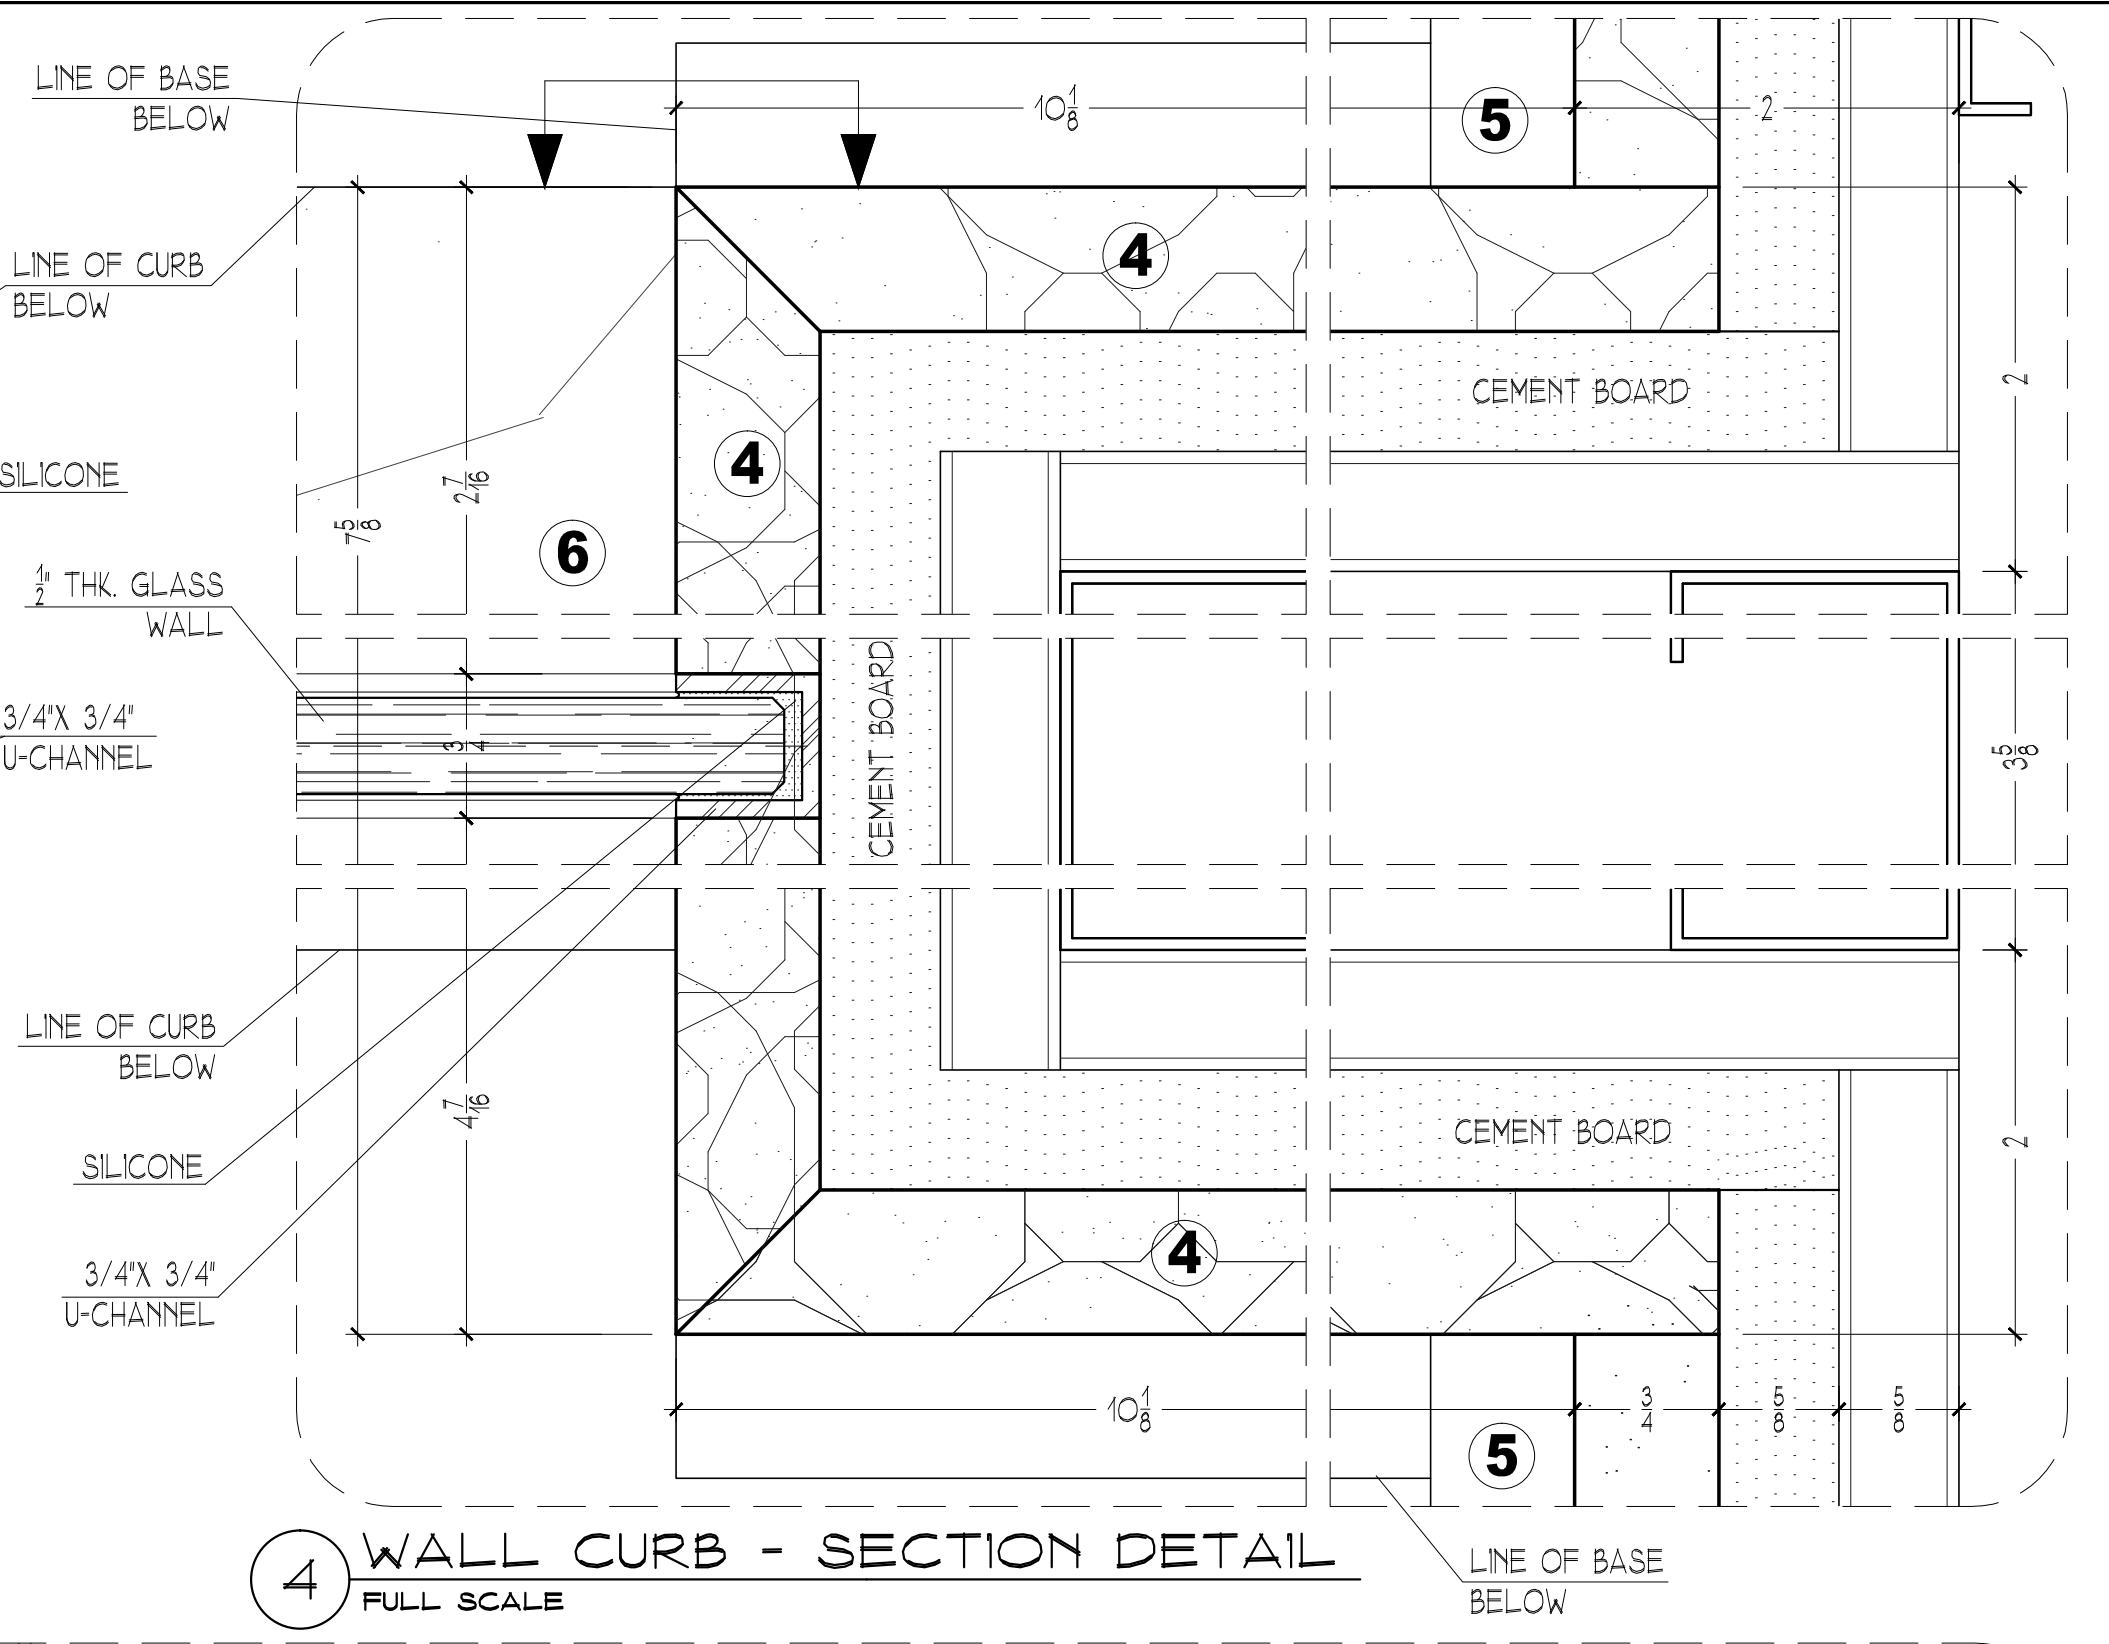 LINE OF BASE
BELOW
10 1/8
5
2
LINE OF CURB
BELOW
4
2
CEMENT BOARD
4
SILICONE
2 7/16
7 5/8
6
1/2" THK. GLASS
WALL
3/4"X 3/4"
U-CHANNEL
3/4
CEMENT BOARD
3 5/8
LINE OF CURB
BELOW
4 7/16
CEMENT BOARD
2
SILICONE
4
3/4"X 3/4"
U-CHANNEL
10 1/8
3/4
5/8
5/8
5
4
WALL CURB - SECTION DETAIL
FULL SCALE
LINE OF BASE
BELOW